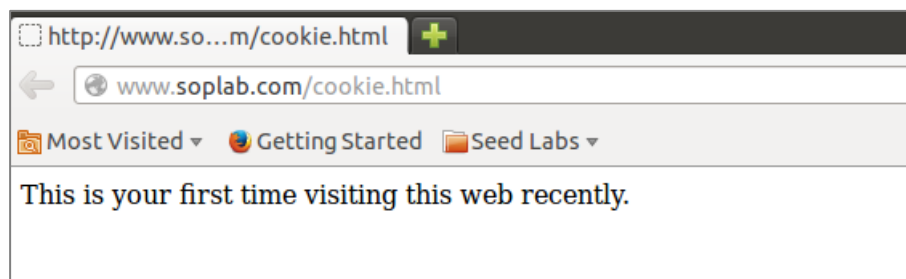 http://www.so...m/cookie.html
www.soplab.com/cookie.html
Most Visited Getting Started Seed Labs
This is your first time visiting this web recently.